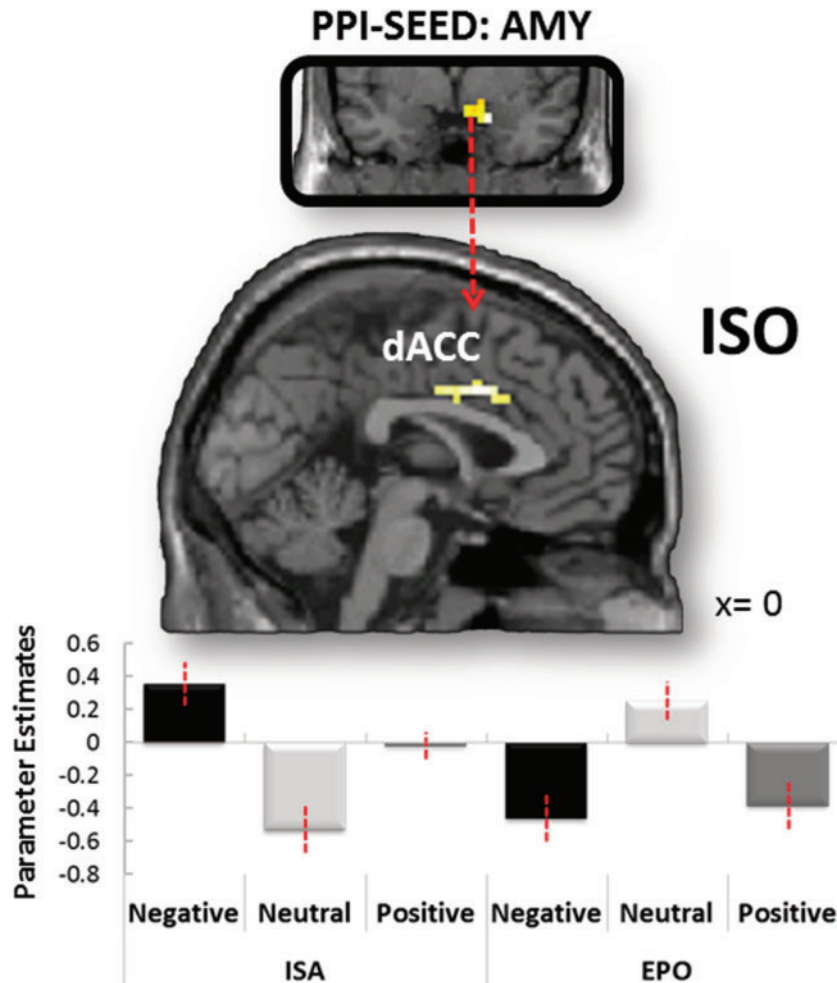 PPI-SEED: AMY
ISO
dACC
x= 0
Parameter Estimates
0.6
0.4
0.2
0
-0.2
-0.4
-0.6
-0.8
Negative Neutral Positive Negative Neutral Positive
ISA EPO